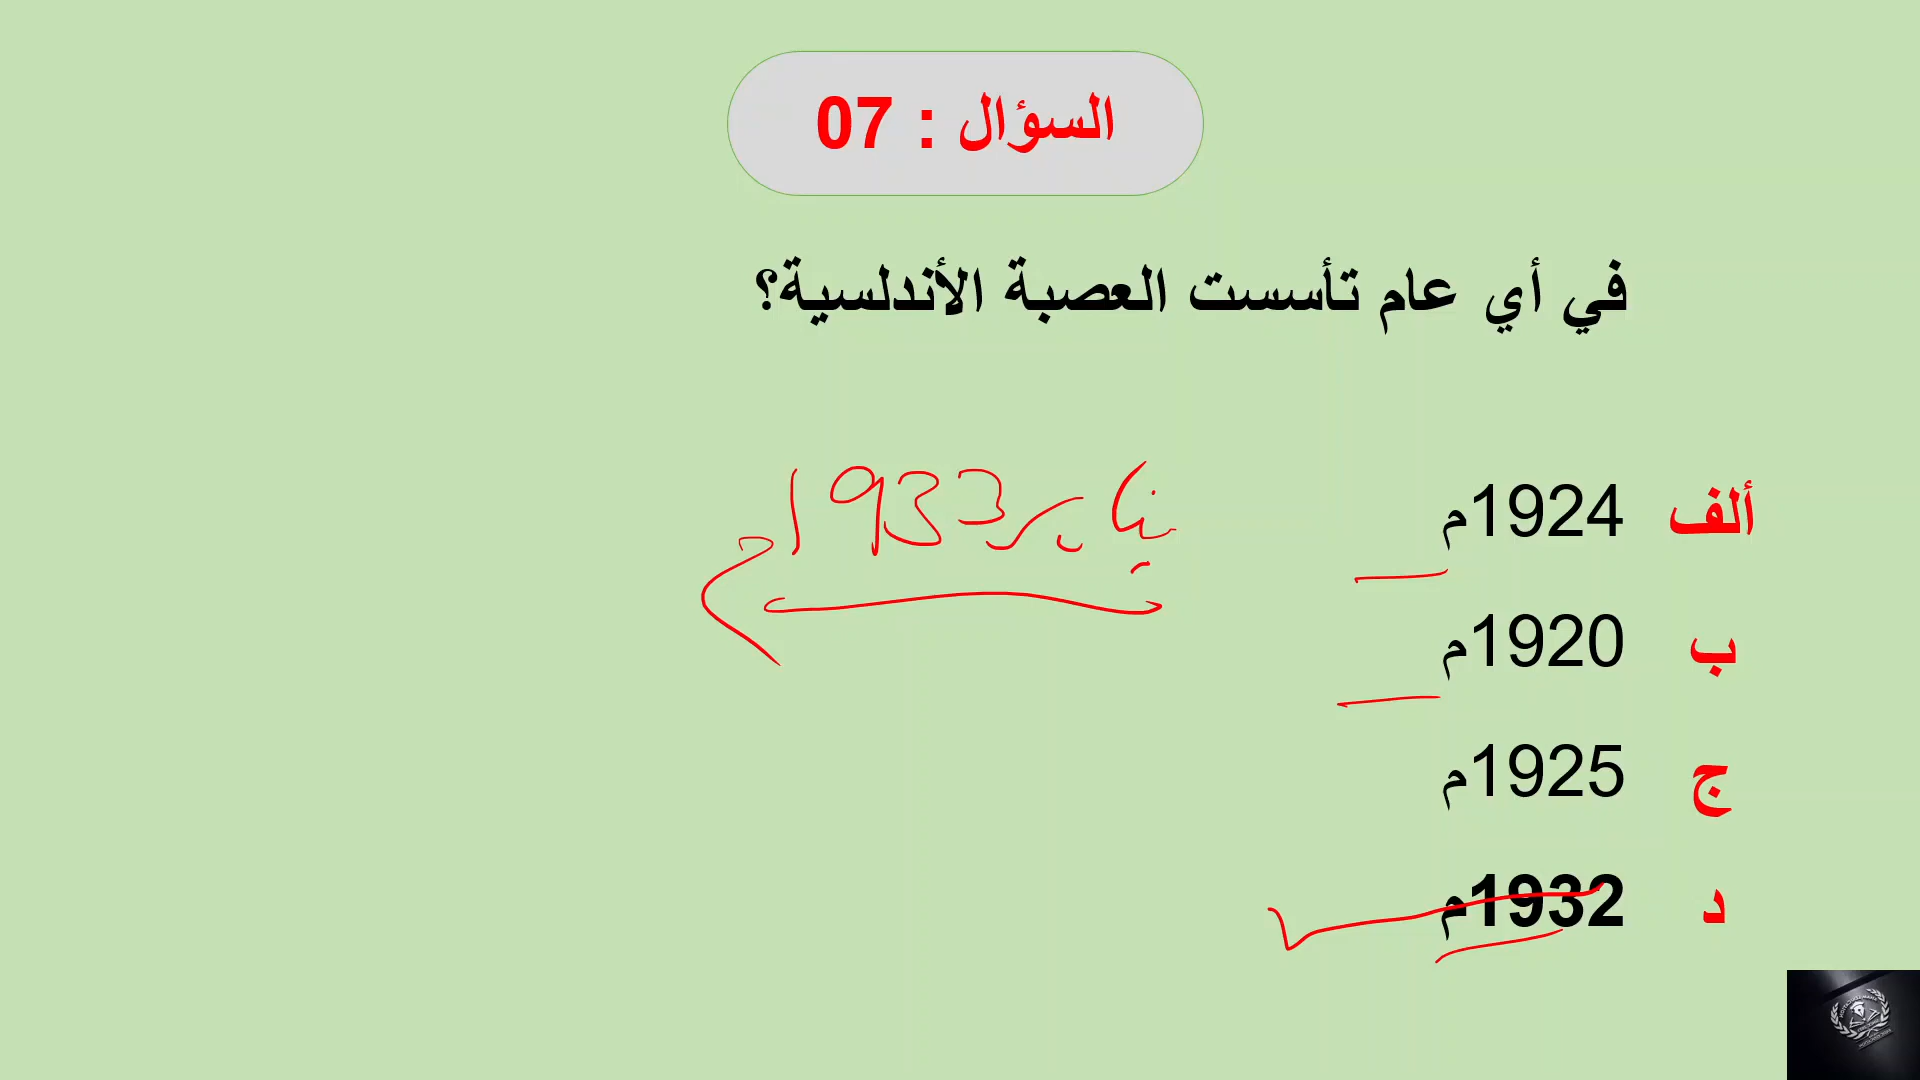 السؤال : 07
في أي عام تأسست العصبة الأندلسية؟
ألف 1924م
يناير 1933
ب 1920م
ج 1925م
د 1932م